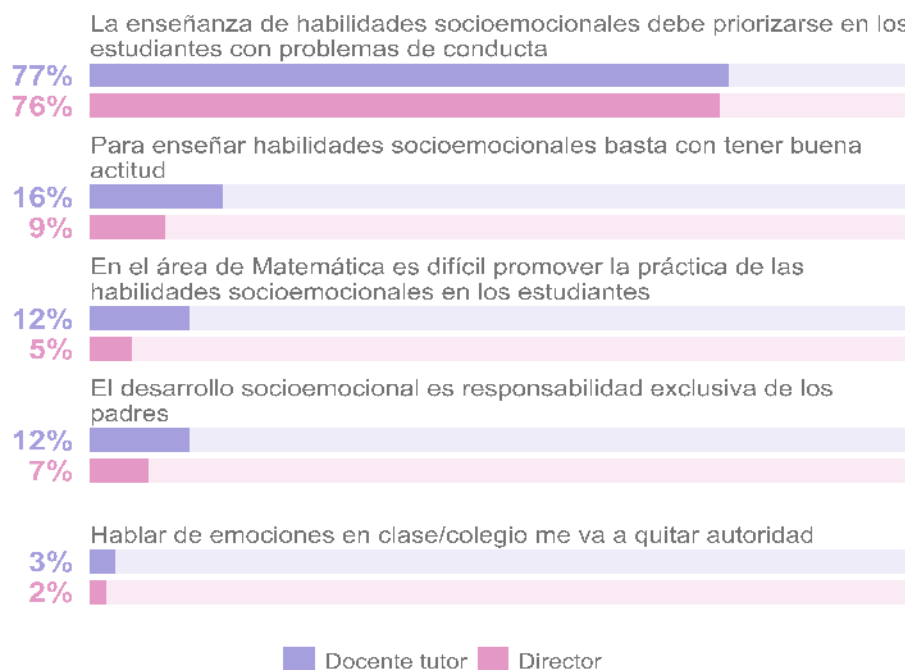 La enseñanza de habilidades socioemocionales debe priorizarse en los
estudiantes con problemas de conducta
77%
76%
Para enseñar habilidades socioemocionales basta con tener buena
actitud
16%
9%
En el área de Matemática es difícil promover la práctica de las
habilidades socioemocionales en los estudiantes
12%
5%
El desarrollo socioemocional es responsabilidad exclusiva de los
padres
12%
7%
Hablar de emociones en clase/colegio me va a quitar autoridad
3%
2%
Docente tutor Director